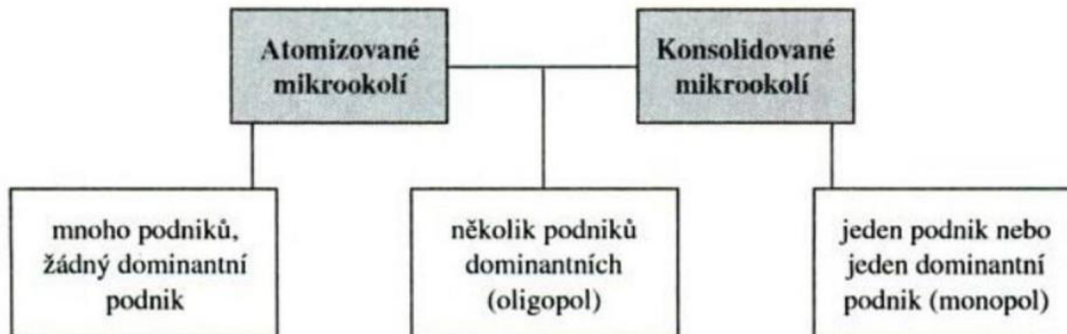 Atomizované
mikrookolí
Konsolidované
mikrookolí
mnoho podniků,
žádný dominantní
podnik
několik podniků
dominantních
(oligopol)
jeden podnik nebo
jeden dominantní
podnik (monopol)